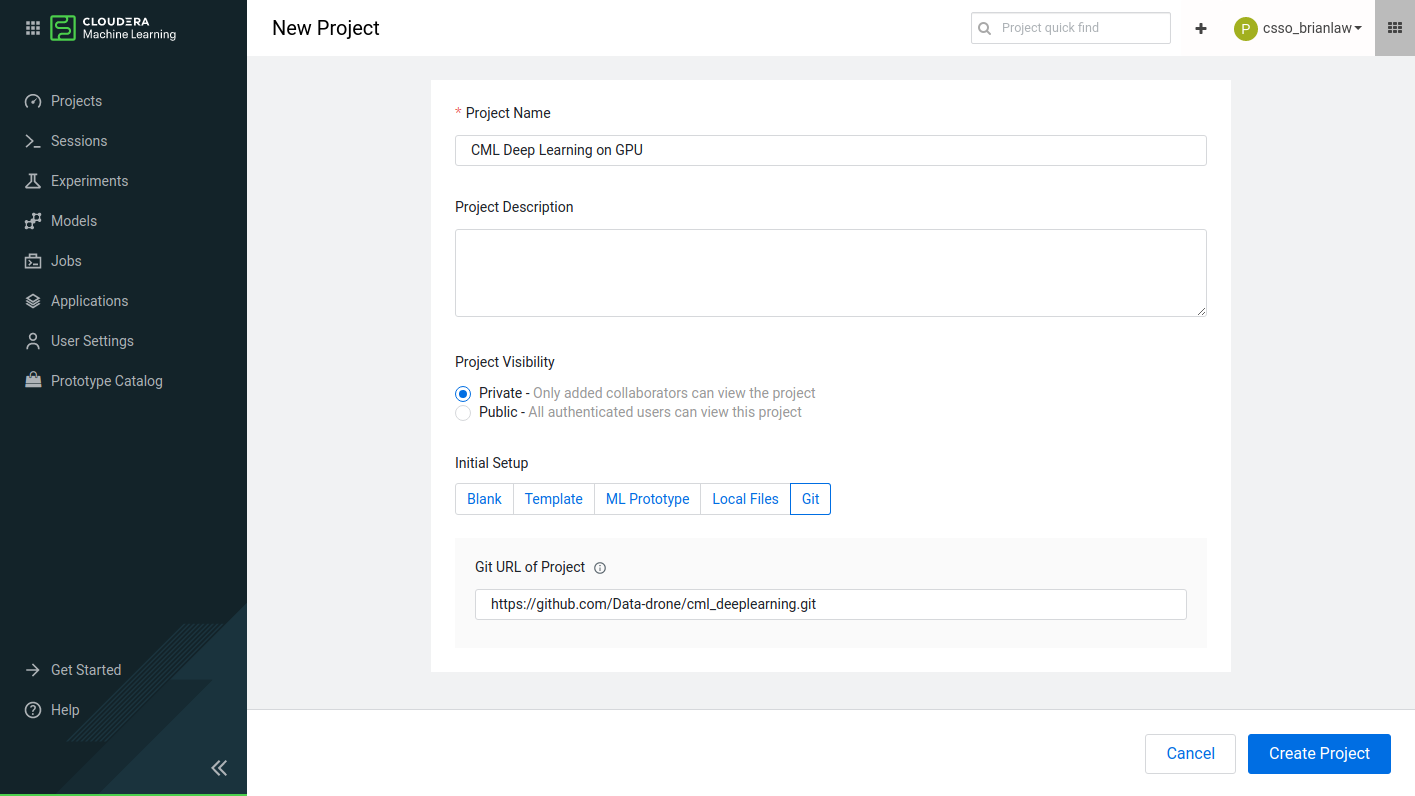 CLOUDERA
Machine Learning
New Project
Project quick find
P
csso_brianlaw
Projects
Sessions
Experiments
Models
Jobs
Applications
User Settings
Prototype Catalog
Get Started
Help
* Project Name
CML Deep Learning on GPU
Project Description
Project Visibility
Private - Only added collaborators can view the project
Public - All authenticated users can view this project
Initial Setup
Blank Template ML Prototype Local Files Git
Git URL of Project
https://github.com/Data-drone/cml_deeplearning.git
Cancel Create Project